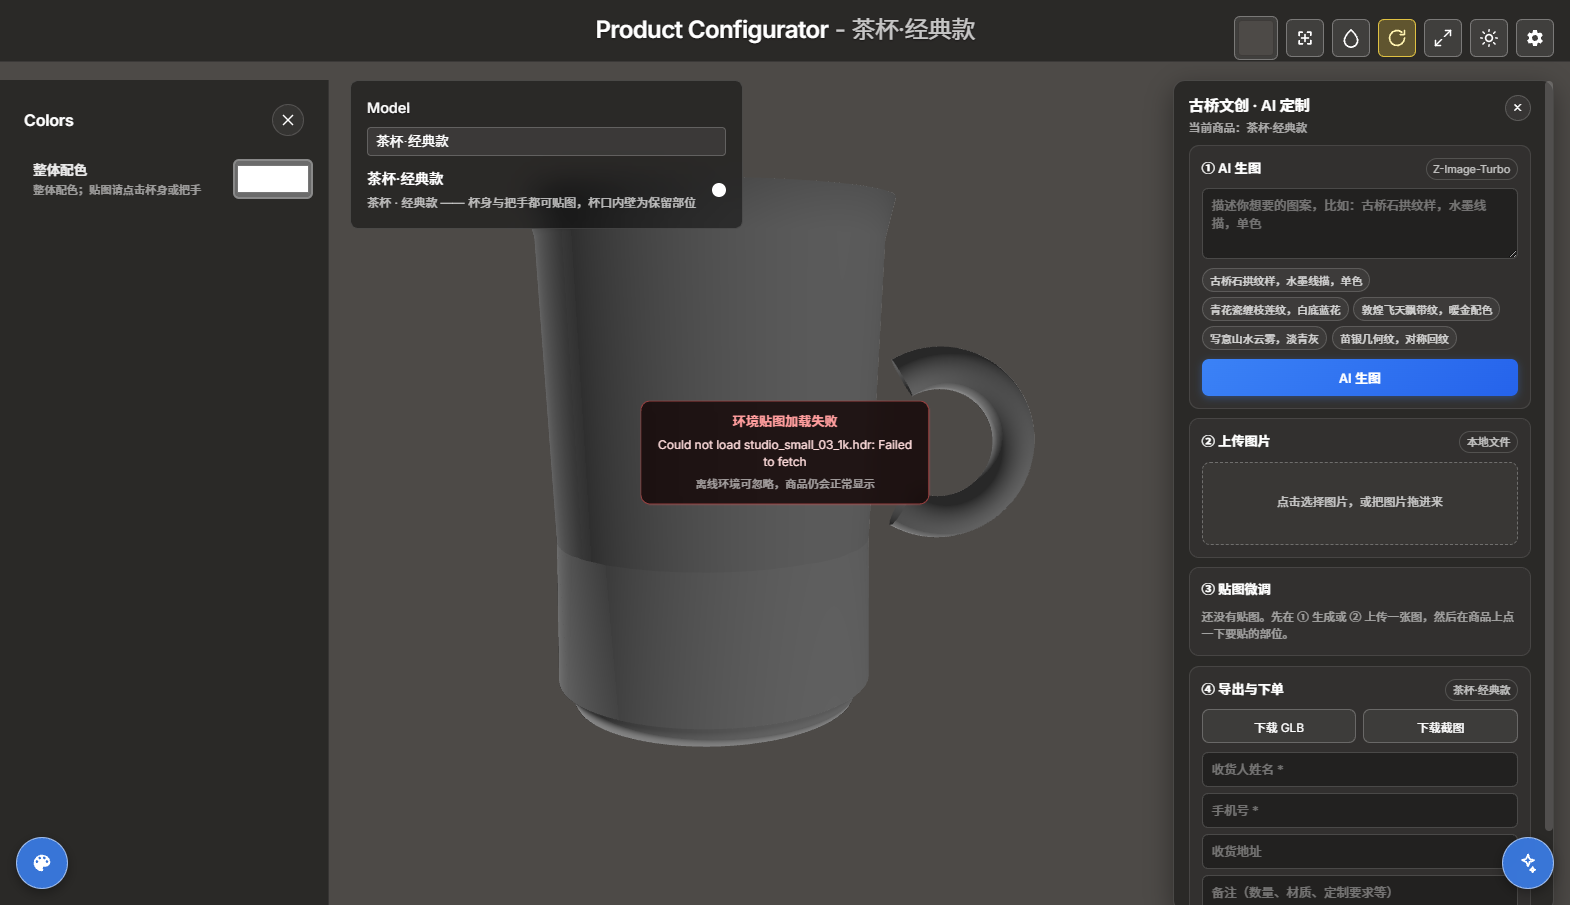 Product Configurator - 茶杯·经典款
Colors
整体配色
整体配色；贴图请点击杯身或把手
Model
茶杯·经典款
茶杯·经典款
茶杯 · 经典款 —— 杯身与把手都可贴图，杯口内壁为保留部位
环境贴图加载失败
Could not load studio_small_03_1k.hdr: Failed
to fetch
离线环境可忽略，商品仍会正常显示
古桥文创 · AI 定制
当前商品：茶杯·经典款
① AI 生图
Z-Image-Turbo
描述你想要的图案，比如：古桥石拱纹样，水墨线
描，单色
古桥石拱纹样，水墨线描，单色
青花瓷缠枝莲纹，白底蓝花
敦煌飞天飘带纹，暖金配色
写意山水云雾，淡青灰
苗银几何纹，对称回纹
AI 生图
② 上传图片
本地文件
点击选择图片，或把图片拖进来
③ 贴图微调
还没有贴图。先在 ① 生成或 ② 上传一张图，然后在商品上点
一下要贴的部位。
④ 导出与下单
茶杯·经典款
下载 GLB
下载截图
收货人姓名 *
手机号 *
收货地址
备注（数量、材质、定制要求等）